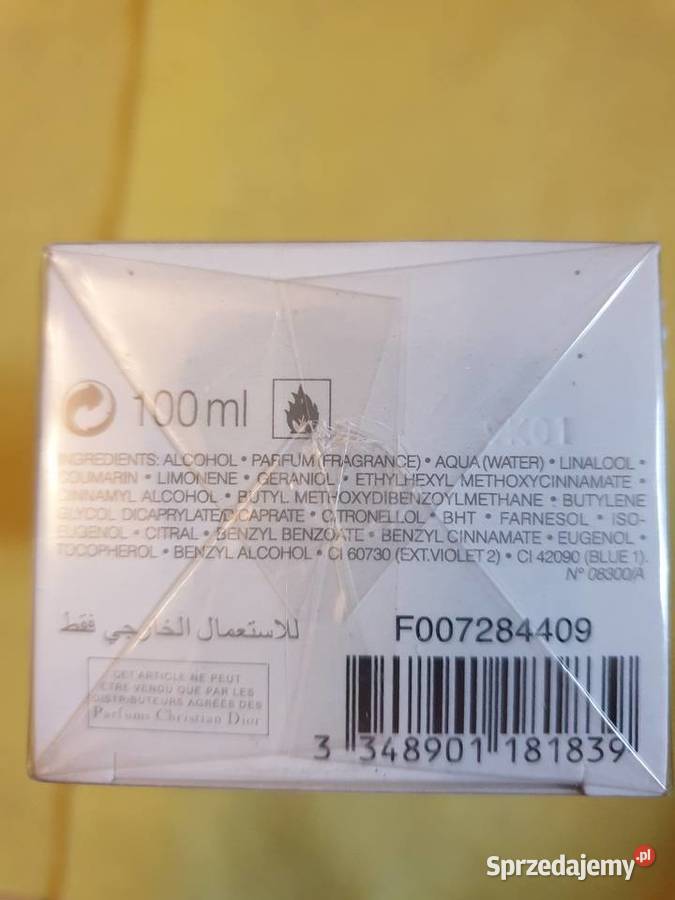 100 ml
INGREDIENTS: ALCOHOL • PARFUM (FRAGRANCE) • AQUA (WATER) • LINALOOL •
COUMARIN • LIMONENE • GERANIOL • ETHYLHEXYL METHOXYCINNAMATE •
CINNAMYL ALCOHOL • BUTYL METHOXYDIBENZOYLMETHANE • BUTYLENE
GLYCOL DICAPRYLATE/DICAPRATE • CITRONELLOL • BHT • FARNESOL • ISO-
EUGENOL • CITRAL • BENZYL BENZOATE • BENZYL CINNAMATE • EUGENOL •
TOCOPHEROL • BENZYL ALCOHOL • CI 60730 (EXT.VIOLET 2) • CI 42090 (BLUE 1).
N° 08300/A
للاستعمال الخارجي فقط
F007284409
CET ARTICLE NE PEUT
ETRE VENDU QUE PAR LES
DISTRIBUTEURS AGRÉÉS DES
Parfums Christian Dior
3 348901 181839
Sprzedajemy.pl